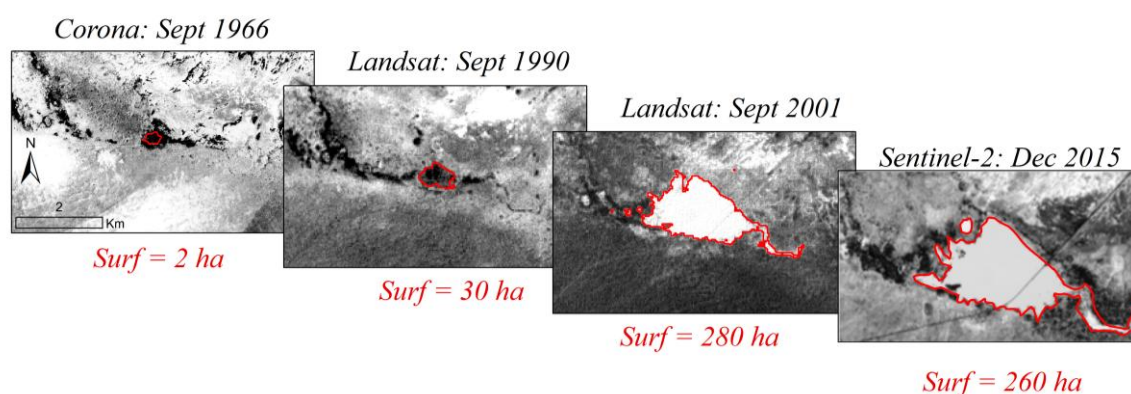 Corona: Sept 1966
Landsat: Sept 1990
Landsat: Sept 2001
Sentinel-2: Dec 2015
N
2
Km
Surf = 2 ha
Surf = 30 ha
Surf = 280 ha
Surf = 260 ha